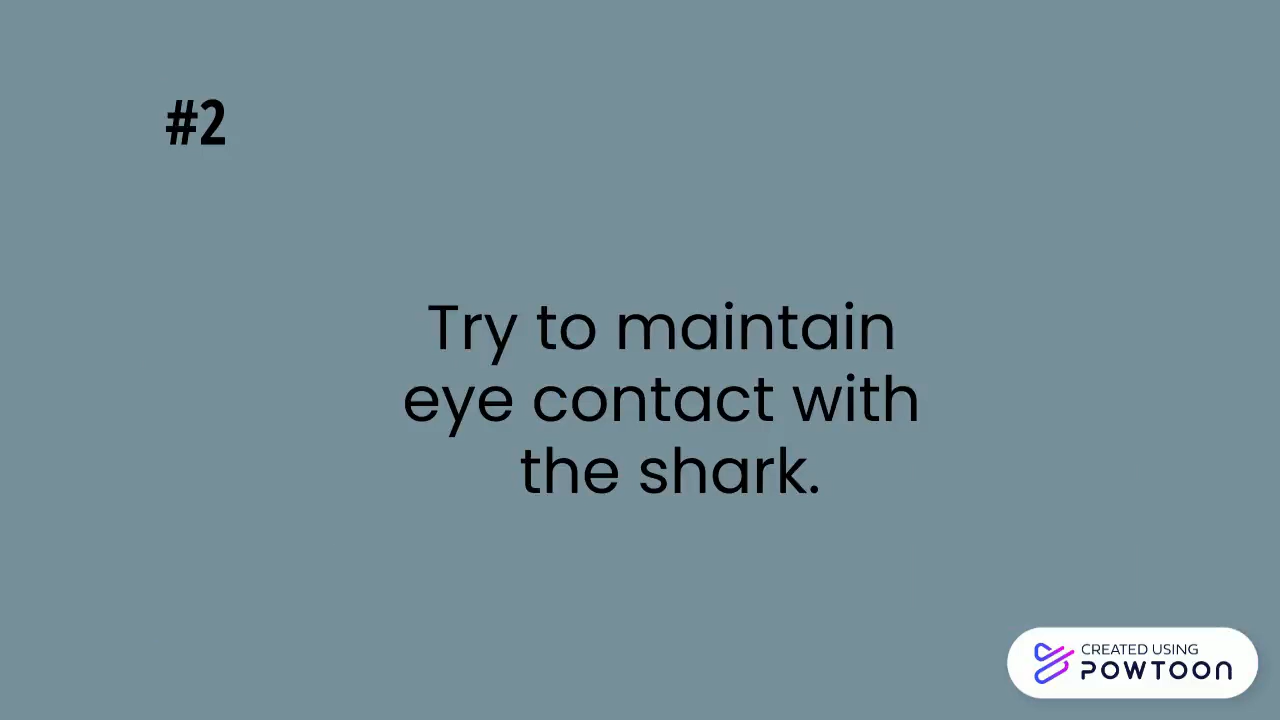 #2
Try to maintain
eye contact with
the shark.
CREATED USING
POWTOON